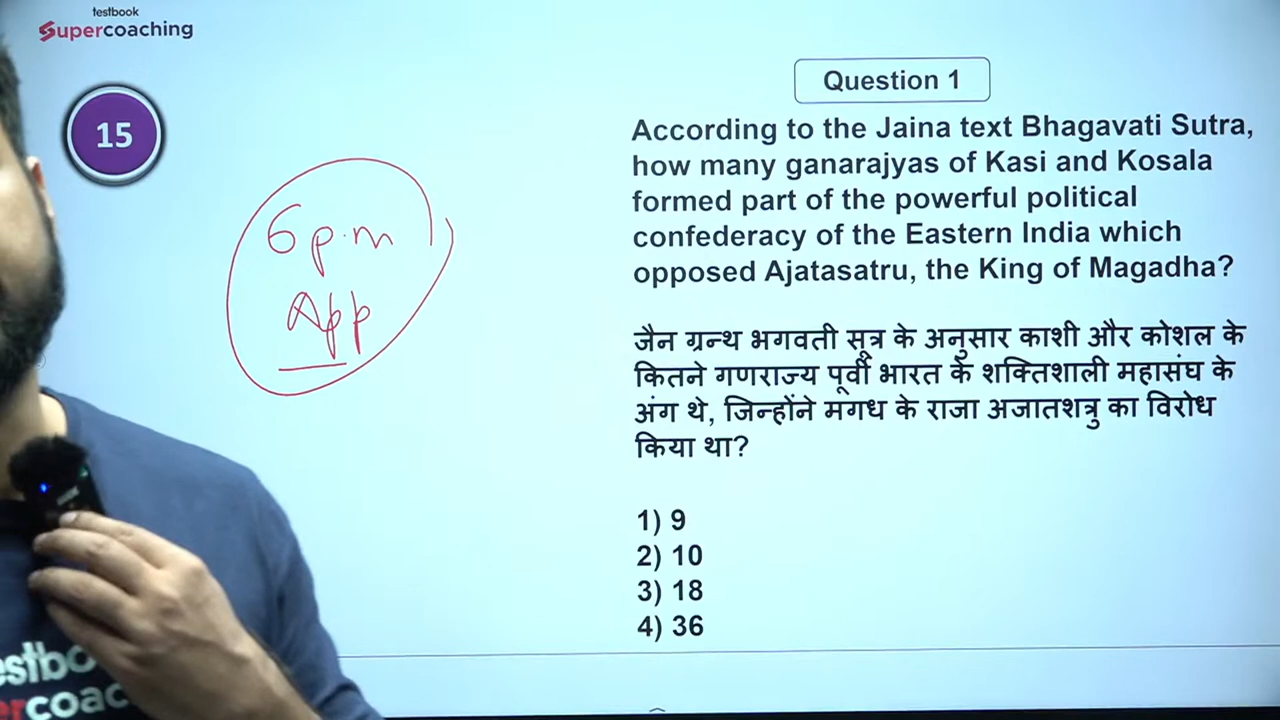 testbook
Supercoaching
15
6 p.m
App
Question 1
According to the Jaina text Bhagavati Sutra,
how many ganarajyas of Kasi and Kosala
formed part of the powerful political
confederacy of the Eastern India which
opposed Ajatasatru, the King of Magadha?
जैन ग्रन्थ भगवती सूत्र के अनुसार काशी और कोशल के
कितने गणराज्य पूर्वी भारत के शक्तिशाली महासंघ के
अंग थे, जिन्होंने मगध के राजा अजातशत्रु का विरोध
किया था?
1) 9
2) 10
3) 18
4) 36